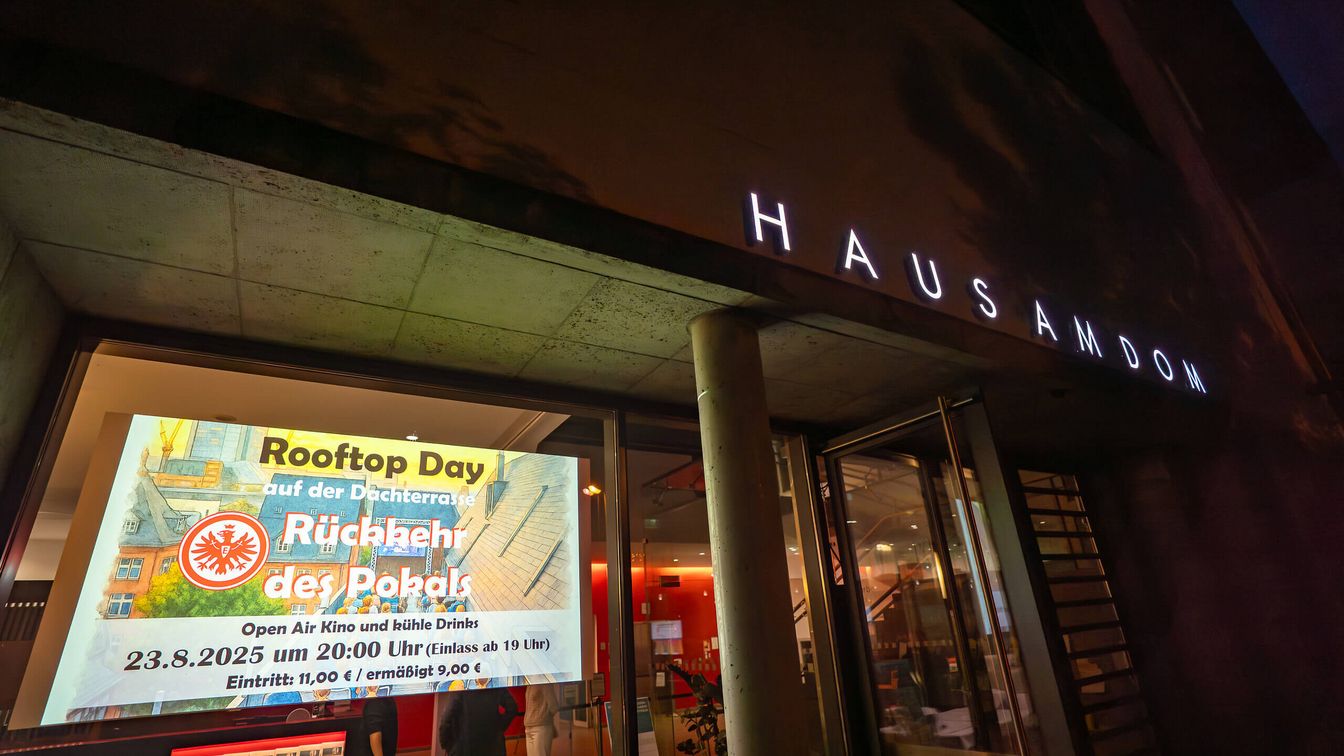 HAUS AM DOM
Rooftop Day
auf der Dachterrasse
Rückkehr
des Pokals
Open Air Kino und kühle Drinks
23.8.2025 um 20:00 Uhr (Einlass ab 19 Uhr)
Eintritt: 11,00 € / ermäßigt 9,00 €